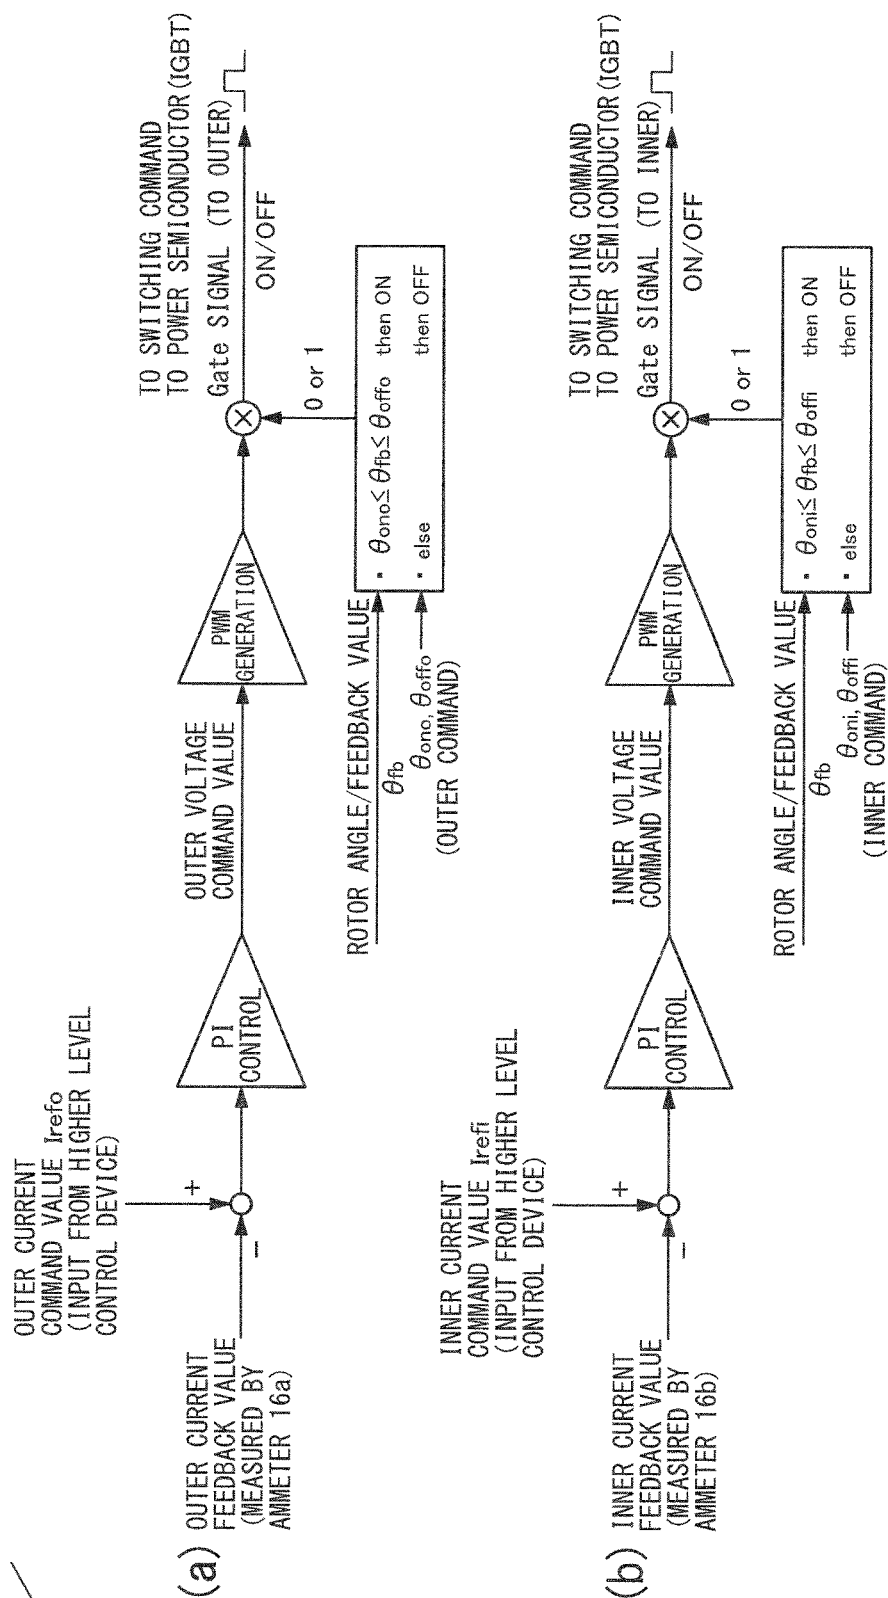 (a)
OUTER CURRENT
FEEDBACK VALUE
(MEASURED BY
AMMETER 16a)
OUTER CURRENT
COMMAND VALUE Irefo
(INPUT FROM HIGHER LEVEL
CONTROL DEVICE)
+
−
PI
CONTROL
OUTER VOLTAGE
COMMAND VALUE
PWM
GENERATION
TO SWITCHING COMMAND
TO POWER SEMICONDUCTOR(IGBT)
Gate SIGNAL (TO OUTER)
ON/OFF
0 or 1
ROTOR ANGLE/FEEDBACK VALUE
θfb
θono, θoffo
(OUTER COMMAND)
▪ θono≤ θfb≤ θoffo then ON
▪ else then OFF
(b)
INNER CURRENT
FEEDBACK VALUE
(MEASURED BY
AMMETER 16b)
INNER CURRENT
COMMAND VALUE Irefi
(INPUT FROM HIGHER LEVEL
CONTROL DEVICE)
+
−
PI
CONTROL
INNER VOLTAGE
COMMAND VALUE
PWM
GENERATION
TO SWITCHING COMMAND
TO POWER SEMICONDUCTOR(IGBT)
Gate SIGNAL (TO INNER)
ON/OFF
0 or 1
ROTOR ANGLE/FEEDBACK VALUE
θfb
θoni, θoffi
(INNER COMMAND)
▪ θoni≤ θfb≤ θoffi then ON
▪ else then OFF